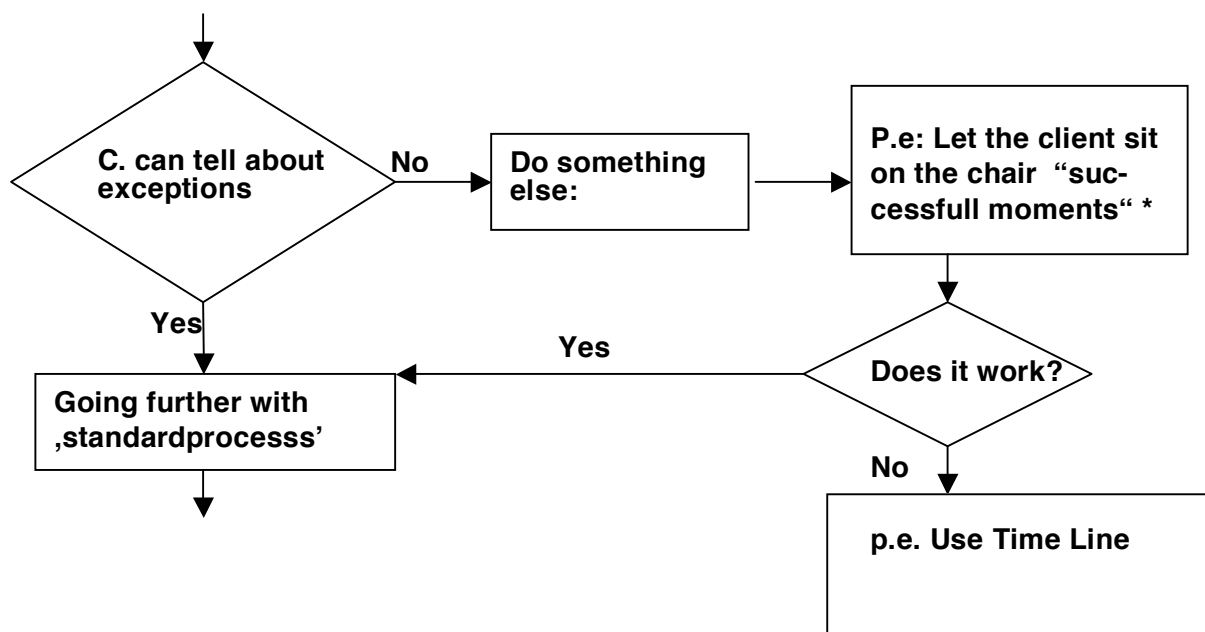 C. can tell about
exceptions
No
Do something
else:
P.e: Let the client sit
on the chair “suc-
cessfull moments“ *
Yes
Going further with
‚standardprocesss’
Yes
Does it work?
No
p.e. Use Time Line